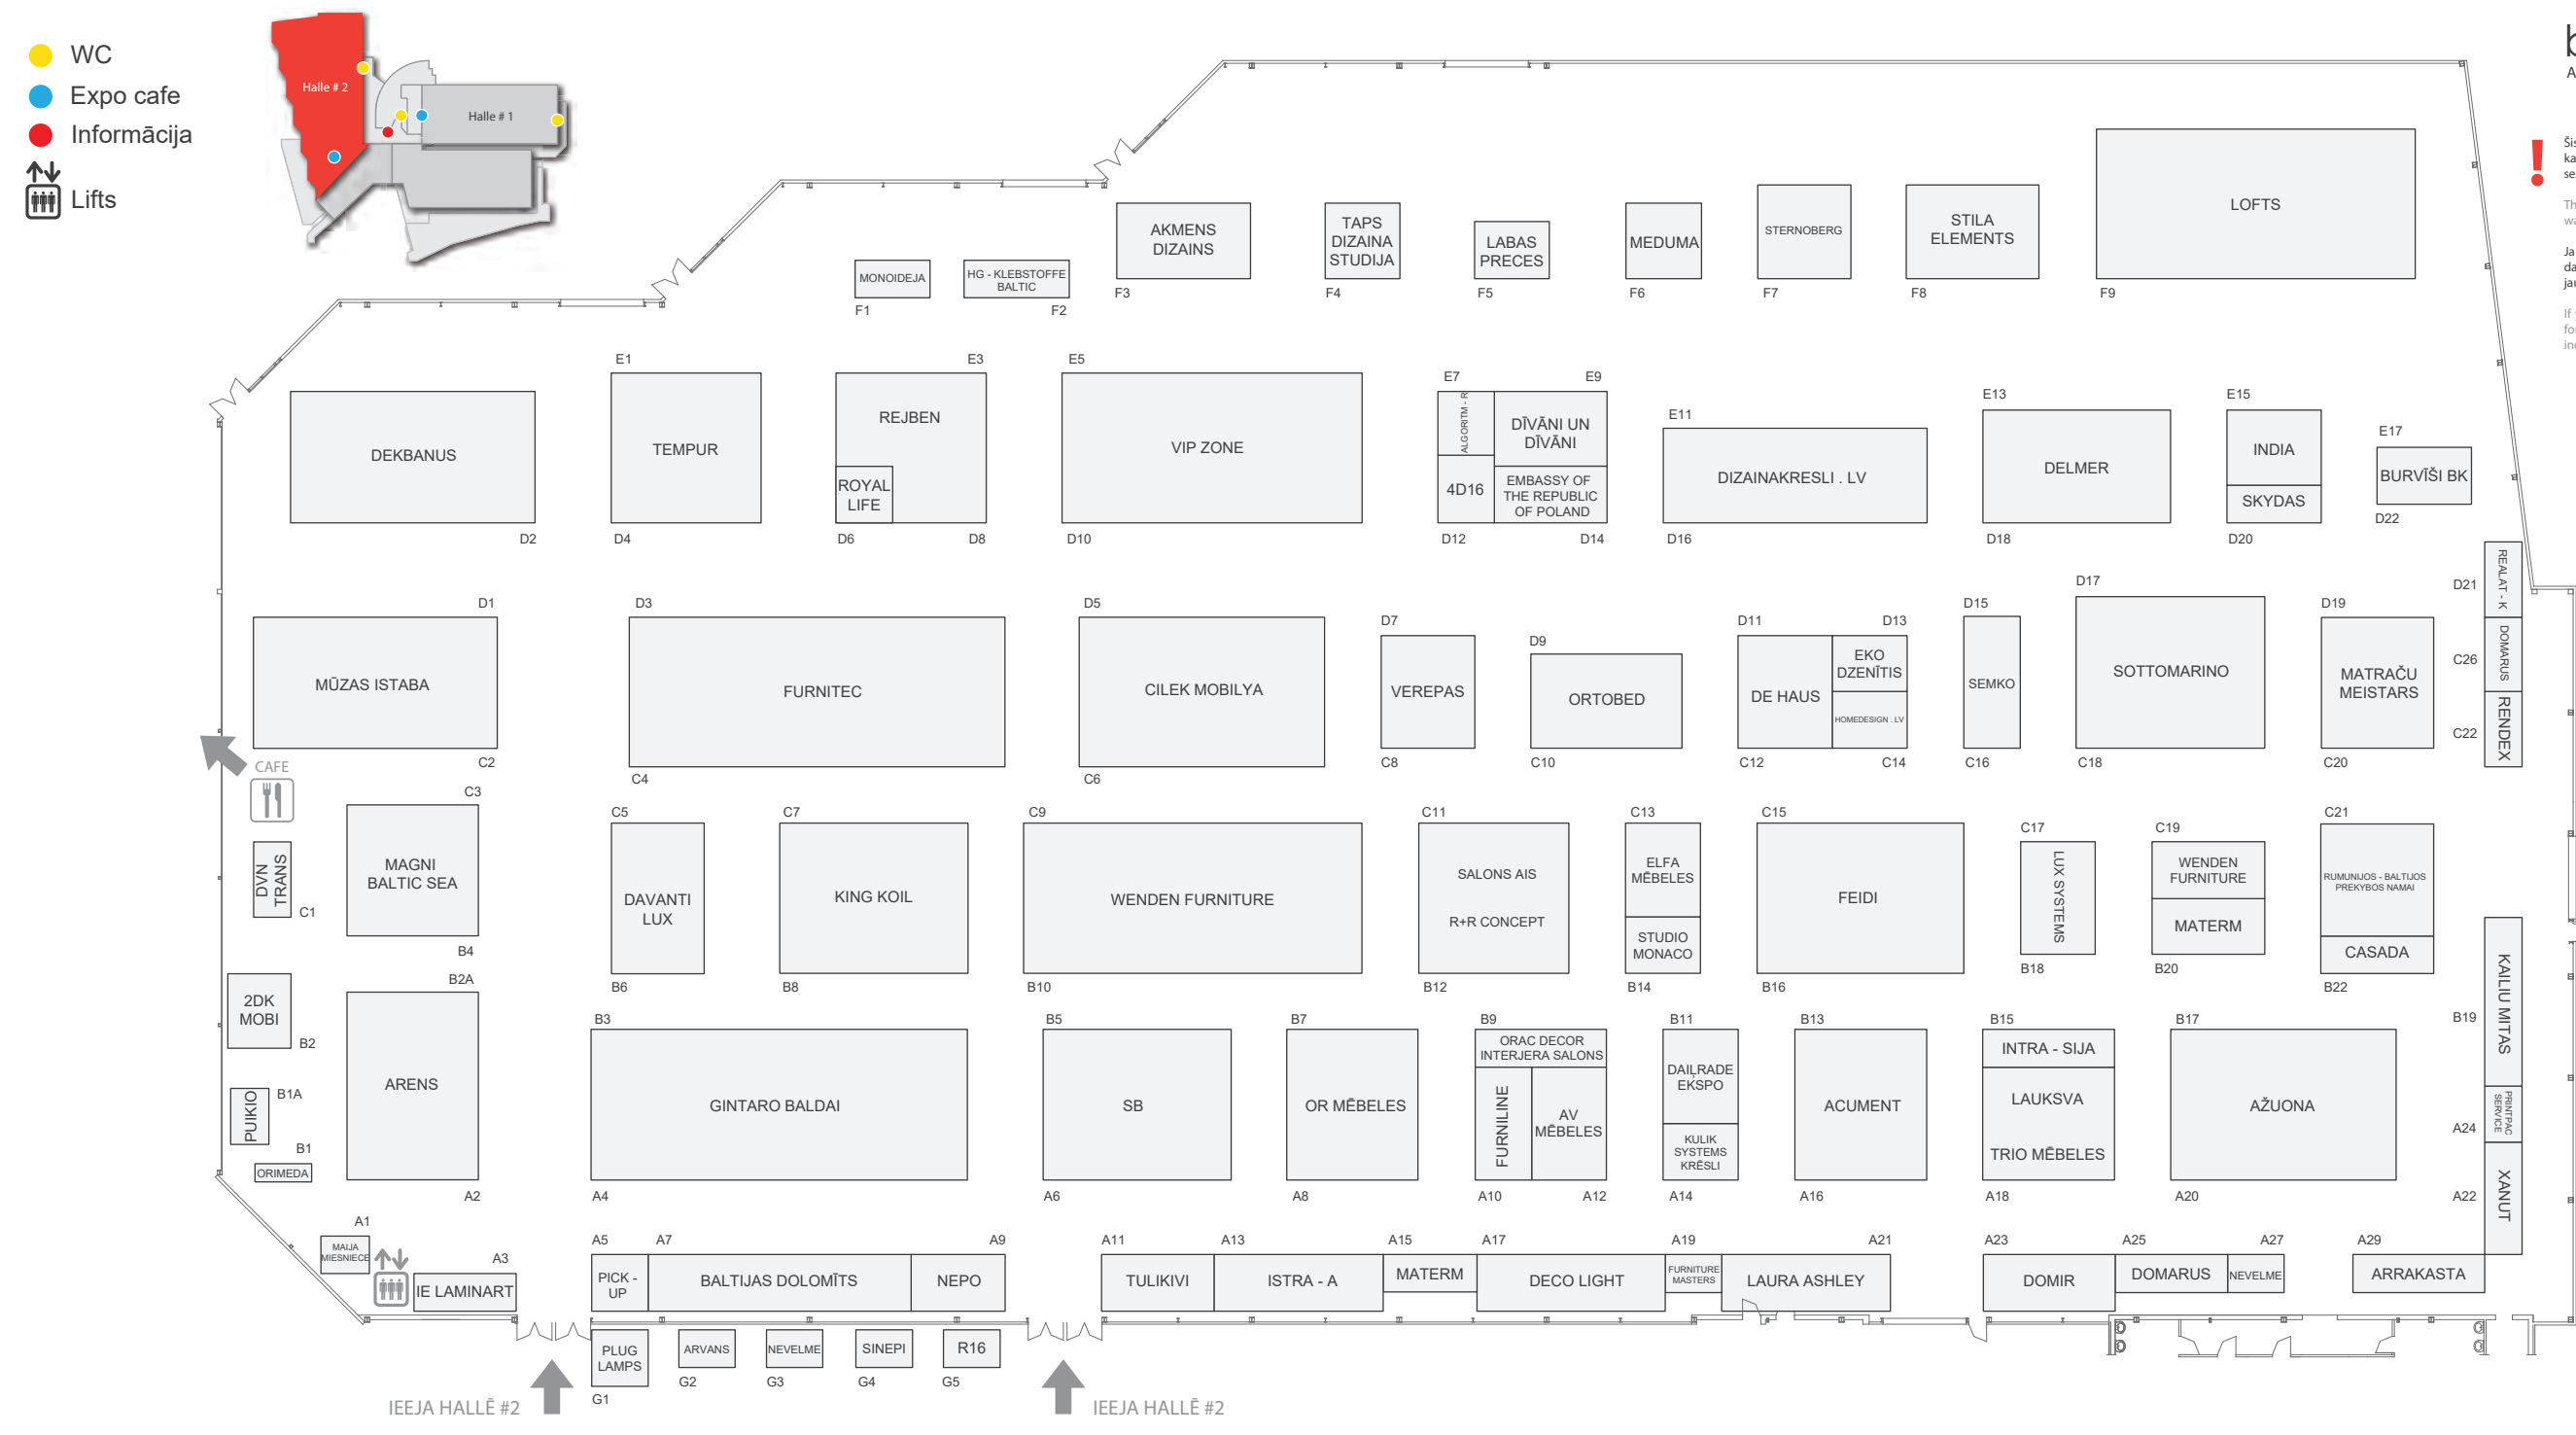 WC
Expo cafe
Informācija
Lifts
Halle # 2
Halle # 1
AKMENS
DIZAINS
F3
TAPS
DIZAINA
STUDIJA
F4
LABAS
PRECES
F5
MEDUMA
F6
STERNOBERG
F7
STILA
ELEMENTS
F8
LOFTS
F9
MONOIDEJA
F1
HG - KLEBSTOFFE
BALTIC
F2
DEKBANUS
D2
E1
TEMPUR
D4
E3
REJBEN
ROYAL
LIFE
D6
D8
E5
VIP ZONE
D10
E7
E9
ALGORITM - R
DĪVĀNI UN
DĪVĀNI
4D16
EMBASSY OF
THE REPUBLIC
OF POLAND
D12
D14
E11
DIZAINAKRESLI . LV
D16
E13
DELMER
D18
E15
INDIA
SKYDAS
D20
E17
BURVĪŠI BK
D22
D1
MŪZAS ISTABA
C2
D3
FURNITEC
C4
D5
CILEK MOBILYA
C6
D7
VEREPAS
C8
D9
ORTOBED
C10
D11
D13
DE HAUS
EKO
DZENĪTIS
HOMEDESIGN . LV
C12
C14
D15
SEMKO
C16
D17
SOTTOMARINO
C18
D19
MATRAČU
MEISTARS
C20
D21
REALAT - K
C26
DOMARUS
C22
RENDEX
CAFE
C3
MAGNI
BALTIC SEA
B4
DVN
TRANS
C1
C5
DAVANTI
LUX
B6
C7
KING KOIL
B8
C9
WENDEN FURNITURE
B10
C11
SALONS AIS
R+R CONCEPT
B12
C13
ELFA
MĒBELES
STUDIO
MONACO
B14
C15
FEIDI
B16
C17
LUX SYSTEMS
B18
C19
WENDEN
FURNITURE
MATERM
B20
C21
RUMUNIJOS - BALTIJOS
PREKYBOS NAMAI
CASADA
B22
2DK
MOBI
B2
B2A
ARENS
A2
B1A
PUIKIO
B1
ORIMEDA
B3
GINTARO BALDAI
A4
B5
SB
A6
B7
OR MĒBELES
A8
B9
ORAC DECOR
INTERJERA SALONS
FURNILINE
AV
MĒBELES
A10
A12
B11
DAIĻRADE
EKSPO
KULIK
SYSTEMS
KRĒSLI
A14
B13
ACUMENT
A16
B15
INTRA - SIJA
LAUKSVA
TRIO MĒBELES
A18
B17
AŽUONA
A20
B19
KAILIU MITAS
A24
PRINTPAC
SERVICE
A22
XANUT
A1
MAIJA
MIESNIECE
A3
IE LAMINART
A5
PICK -
UP
A7
BALTIJAS DOLOMĪTS
A9
NEPO
A11
TULIKIVI
A13
ISTRA - A
A15
MATERM
A17
DECO LIGHT
A19
FURNITURE
MASTERS
A21
LAURA ASHLEY
A23
DOMIR
A25
DOMARUS
A27
NEVELME
A29
ARRAKASTA
PLUG
LAMPS
G1
ARVANS
G2
NEVELME
G3
SINEPI
G4
R16
G5
IEEJA HALLĒ #2
IEEJA HALLĒ #2